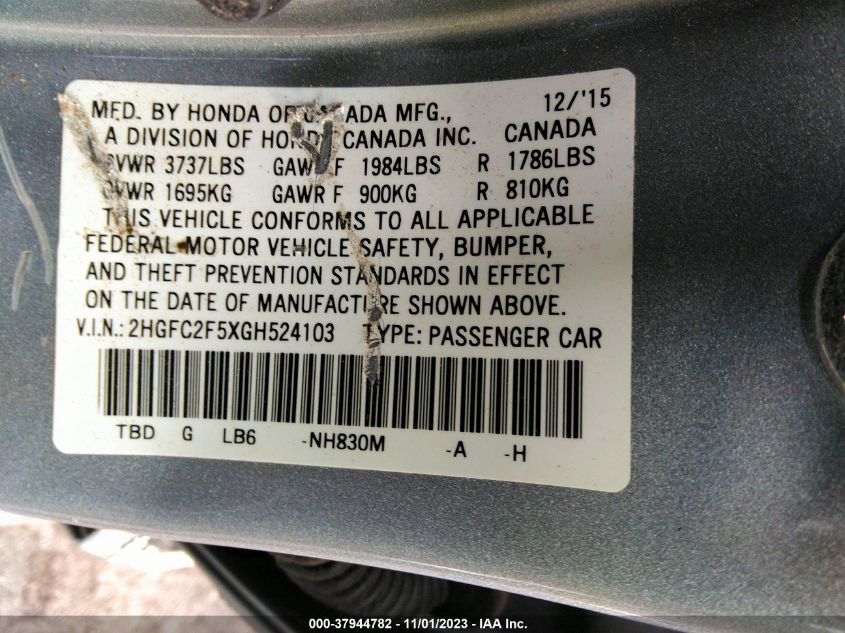 MFD. BY HONDA OF CANADA MFG., 12/'15
A DIVISION OF HONDA CANADA INC. CANADA
GVWR 3737LBS GAWR F 1984LBS R 1786LBS
GVWR 1695KG GAWR F 900KG R 810KG
THIS VEHICLE CONFORMS TO ALL APPLICABLE
FEDERAL MOTOR VEHICLE SAFETY, BUMPER,
AND THEFT PREVENTION STANDARDS IN EFFECT
ON THE DATE OF MANUFACTURE SHOWN ABOVE.
V.I.N.: 2HGFC2F5XGH524103 TYPE: PASSENGER CAR
TBD G LB6 -NH830M -A -H
000-37944782 - 11/01/2023 - IAA Inc.